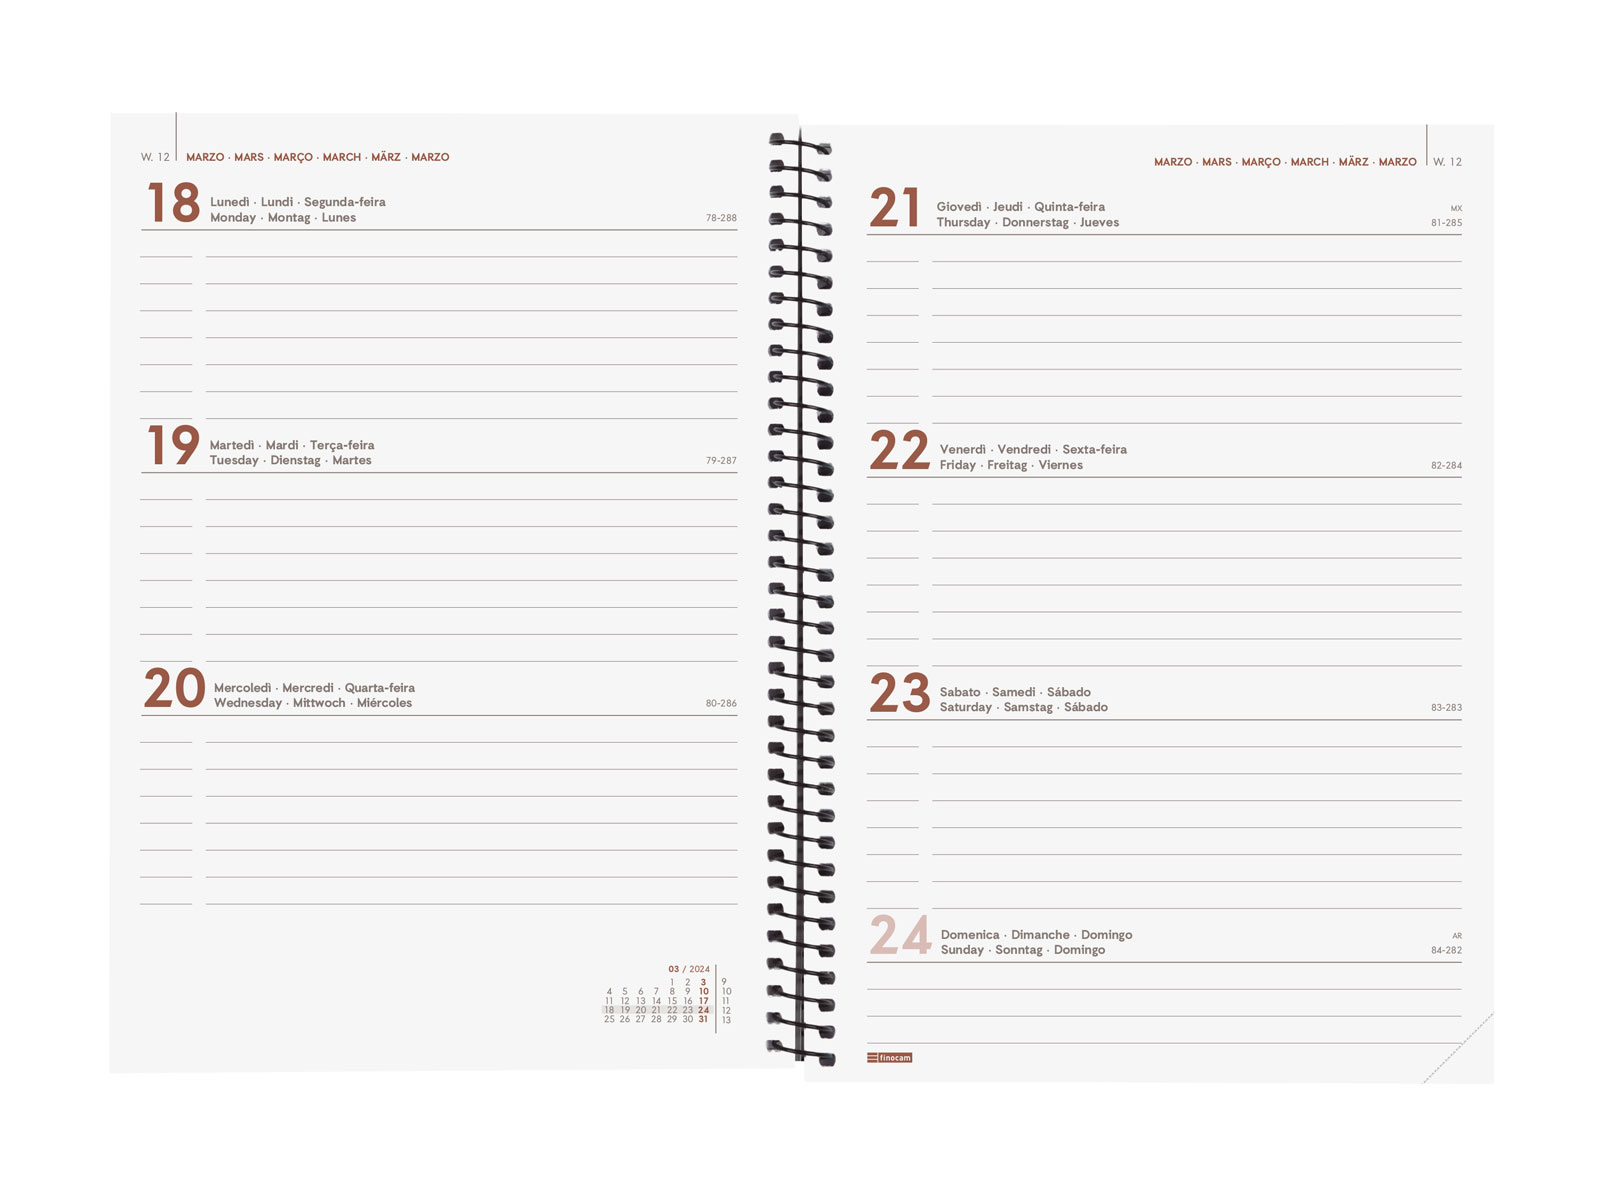 W. 12 MARZO · MARS · MARÇO · MARCH · MÄRZ · MARZO
18 Lunedì · Lundi · Segunda-feira
Monday · Montag · Lunes 78-288
19 Martedì · Mardi · Terça-feira
Tuesday · Dienstag · Martes 79-287
20 Mercoledì · Mercredi · Quarta-feira
Wednesday · Mittwoch · Miércoles 80-286
03 / 2024
1 2 3 9
4 5 6 7 8 9 10 10
11 12 13 14 15 16 17 11
18 19 20 21 22 23 24 12
25 26 27 28 29 30 31 13
MARZO · MARS · MARÇO · MARCH · MÄRZ · MARZO W. 12
21 Giovedì · Jeudi · Quinta-feira MX
Thursday · Donnerstag · Jueves 81-285
22 Venerdì · Vendredi · Sexta-feira
Friday · Freitag · Viernes 82-284
23 Sabato · Samedi · Sábado
Saturday · Samstag · Sábado 83-283
24 Domenica · Dimanche · Domingo AR
Sunday · Sonntag · Domingo 84-282
finocam